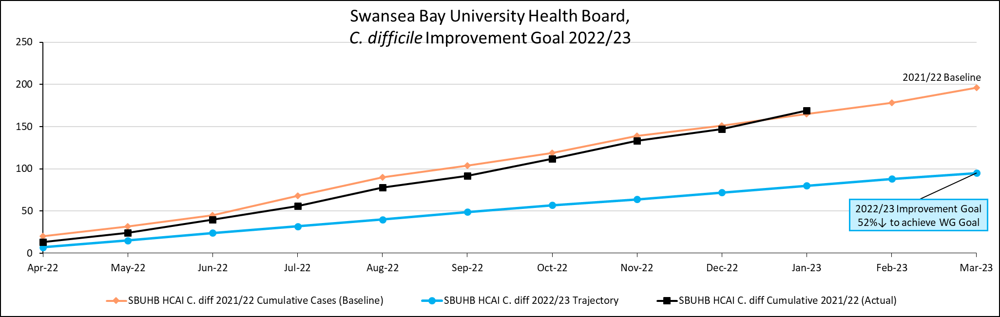 Swansea Bay University Health Board,
C. difficile Improvement Goal 2022/23
250
200
150
100
50
0
2021/22 Baseline
2022/23 Improvement Goal
52%↓ to achieve WG Goal
Apr-22 May-22 Jun-22 Jul-22 Aug-22 Sep-22 Oct-22 Nov-22 Dec-22 Jan-23 Feb-23 Mar-23
SBUHB HCAI C. diff 2021/22 Cumulative Cases (Baseline) SBUHB HCAI C. diff 2022/23 Trajectory SBUHB HCAI C. diff Cumulative 2021/22 (Actual)